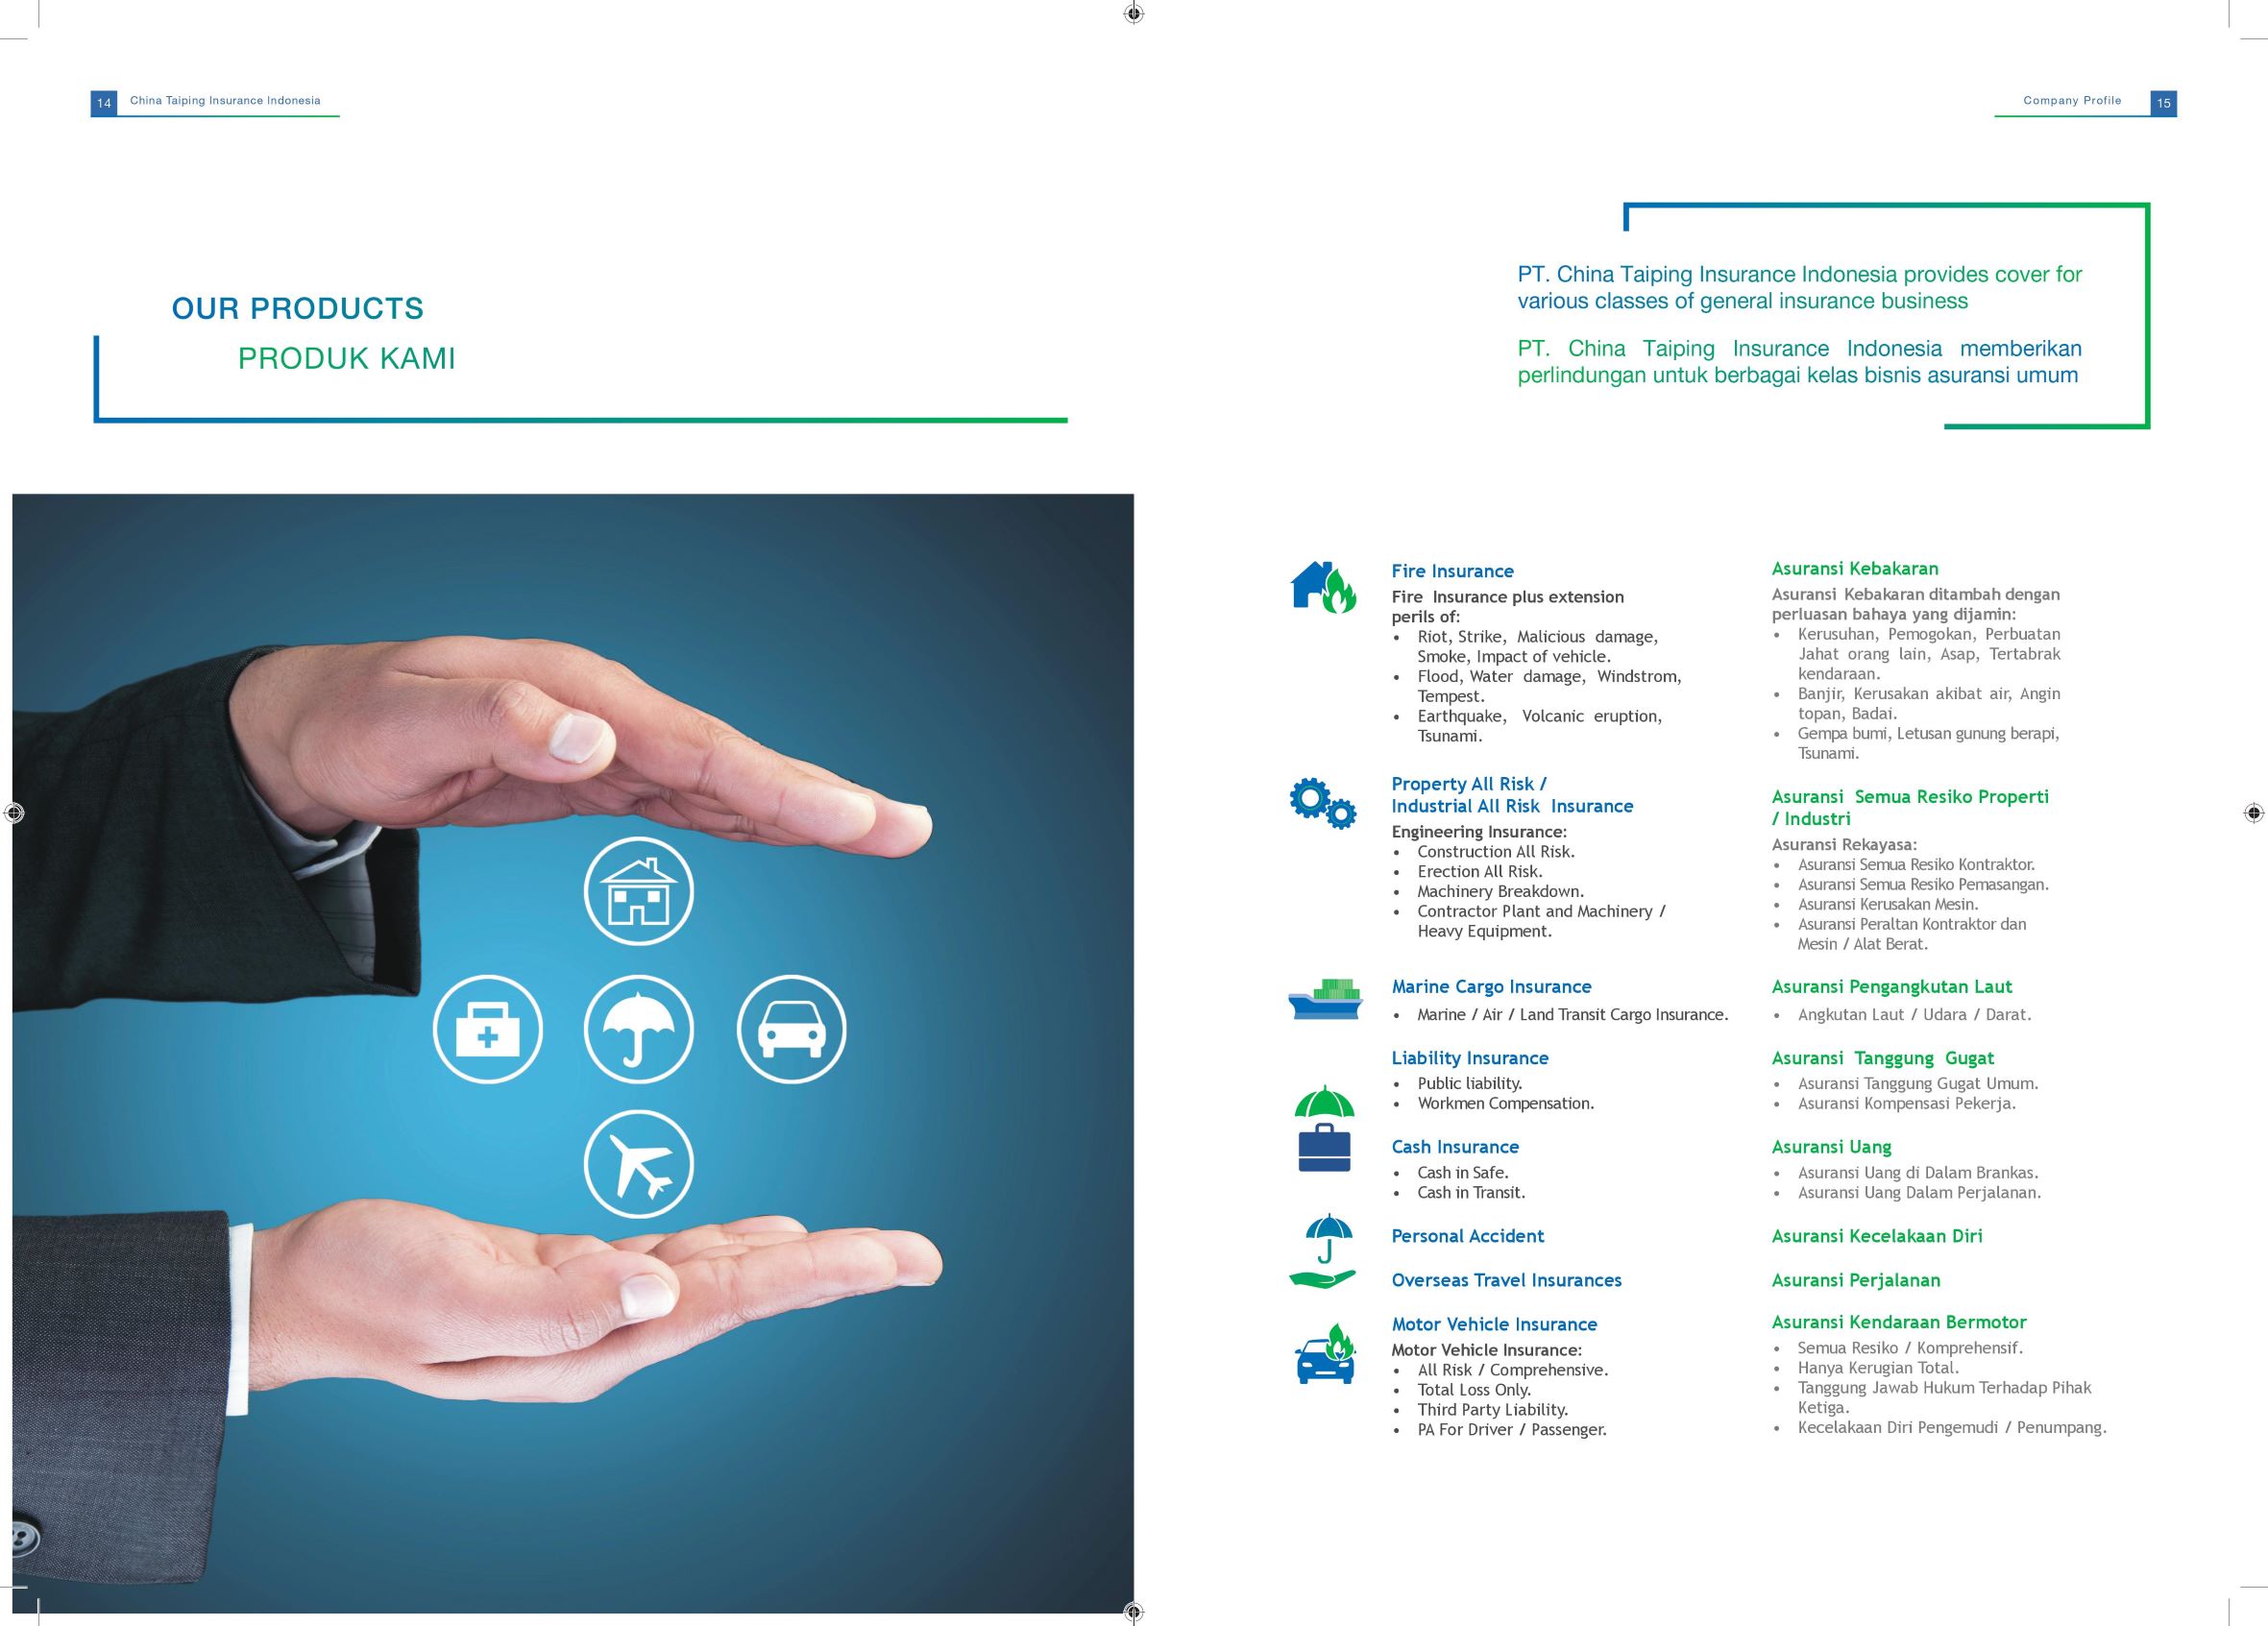 14 China Taiping Insurance Indonesia
OUR PRODUCTS
PRODUK KAMI
Company Profile 15
PT. China Taiping Insurance Indonesia provides cover for
various classes of general insurance business
PT. China Taiping Insurance Indonesia memberikan
perlindungan untuk berbagai kelas bisnis asuransi umum
Fire Insurance
Fire Insurance plus extension
perils of:
• Riot, Strike, Malicious damage,
Smoke, Impact of vehicle.
• Flood, Water damage, Windstrom,
Tempest.
• Earthquake, Volcanic eruption,
Tsunami.
Property All Risk /
Industrial All Risk Insurance
Engineering Insurance:
• Construction All Risk.
• Erection All Risk.
• Machinery Breakdown.
• Contractor Plant and Machinery /
Heavy Equipment.
Marine Cargo Insurance
• Marine / Air / Land Transit Cargo Insurance.
Liability Insurance
• Public liability.
• Workmen Compensation.
Cash Insurance
• Cash in Safe.
• Cash in Transit.
Personal Accident
Overseas Travel Insurances
Motor Vehicle Insurance
Motor Vehicle Insurance:
• All Risk / Comprehensive.
• Total Loss Only.
• Third Party Liability.
• PA For Driver / Passenger.
Asuransi Kebakaran
Asuransi Kebakaran ditambah dengan
perluasan bahaya yang dijamin:
• Kerusuhan, Pemogokan, Perbuatan
Jahat orang lain, Asap, Tertabrak
kendaraan.
• Banjir, Kerusakan akibat air, Angin
topan, Badai.
• Gempa bumi, Letusan gunung berapi,
Tsunami.
Asuransi Semua Resiko Properti
/ Industri
Asuransi Rekayasa:
• Asuransi Semua Resiko Kontraktor.
• Asuransi Semua Resiko Pemasangan.
• Asuransi Kerusakan Mesin.
• Asuransi Peraltan Kontraktor dan
Mesin / Alat Berat.
Asuransi Pengangkutan Laut
• Angkutan Laut / Udara / Darat.
Asuransi Tanggung Gugat
• Asuransi Tanggung Gugat Umum.
• Asuransi Kompensasi Pekerja.
Asuransi Uang
• Asuransi Uang di Dalam Brankas.
• Asuransi Uang Dalam Perjalanan.
Asuransi Kecelakaan Diri
Asuransi Perjalanan
Asuransi Kendaraan Bermotor
• Semua Resiko / Komprehensif.
• Hanya Kerugian Total.
• Tanggung Jawab Hukum Terhadap Pihak
Ketiga.
• Kecelakaan Diri Pengemudi / Penumpang.